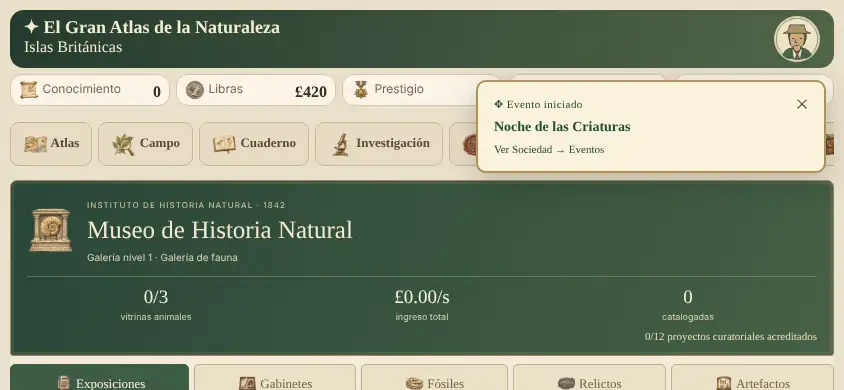 ✦ El Gran Atlas de la Naturaleza
Islas Británicas
Conocimiento 0
Libras £420
Prestigio
✥ Evento iniciado
Noche de las Criaturas
Ver Sociedad → Eventos
Atlas
Campo
Cuaderno
Investigación
INSTITUTO DE HISTORIA NATURAL · 1842
Museo de Historia Natural
Galería nivel 1 · Galería de fauna
0/3
vitrinas animales
£0.00/s
ingreso total
0
catalogadas
0/12 proyectos curatoriales acreditados
Exposiciones
Gabinetes
Fósiles
Relictos
Artefactos